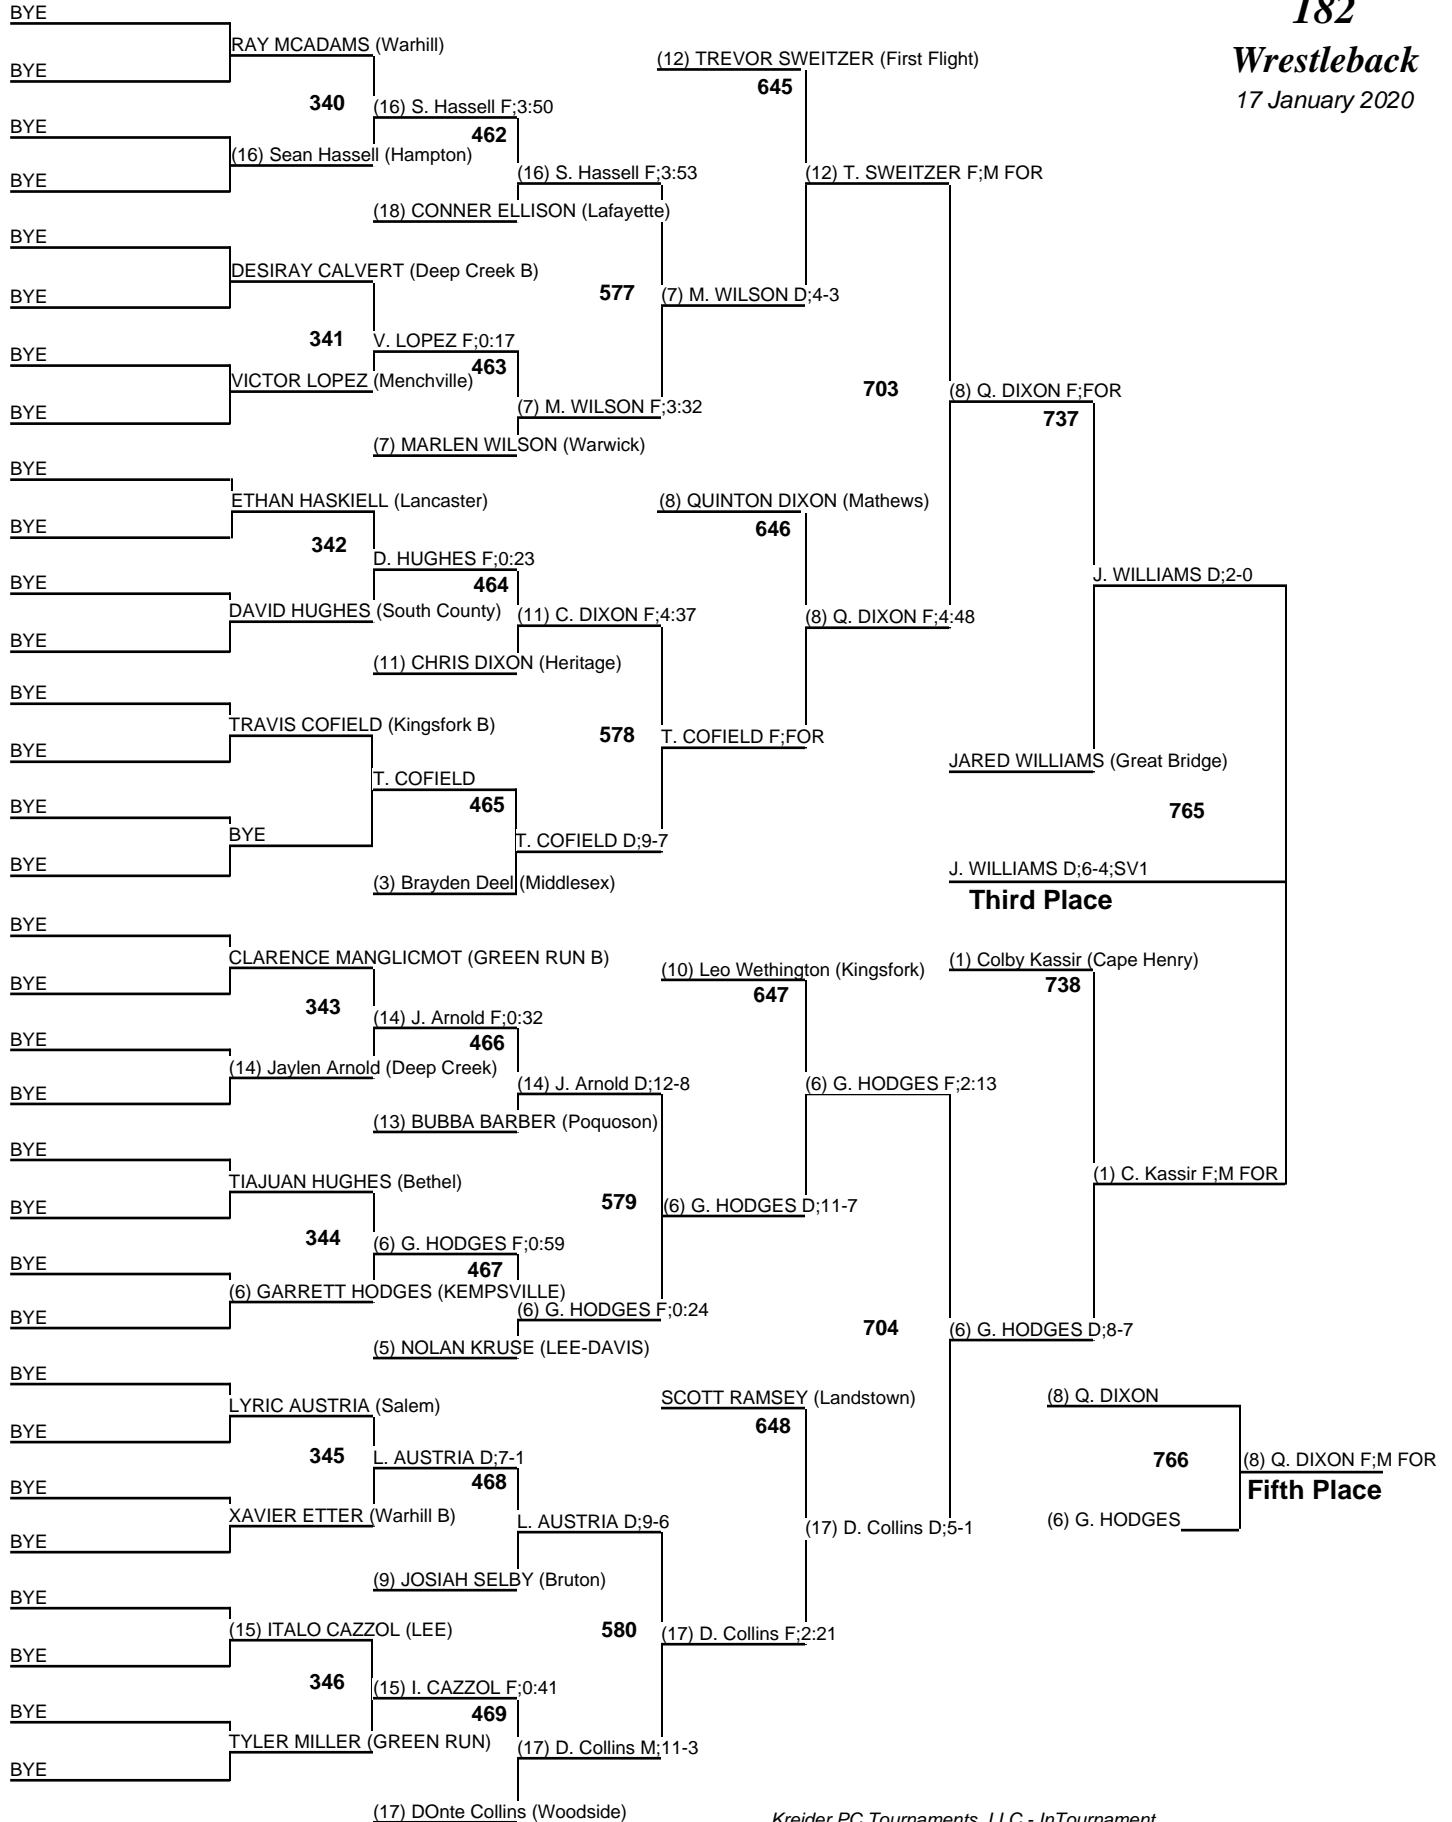 182
Wrestleback
17 January 2020
BYE
RAY MCADAMS (Warhill)
BYE
(12) TREVOR SWEITZER (First Flight)
645
340
(16) S. Hassell F;3:50
BYE
462
(16) Sean Hassell (Hampton)
BYE
(16) S. Hassell F;3:53
(12) T. SWEITZER F;M FOR
(18) CONNER ELLISON (Lafayette)
BYE
DESIRAY CALVERT (Deep Creek B)
BYE
577
(7) M. WILSON D;4-3
341
V. LOPEZ F;0:17
BYE
463
VICTOR LOPEZ (Menchville)
703
(8) Q. DIXON F;FOR
BYE
(7) M. WILSON F;3:32
737
(7) MARLEN WILSON (Warwick)
BYE
ETHAN HASKIELL (Lancaster)
(8) QUINTON DIXON (Mathews)
BYE
646
342
D. HUGHES F;0:23
BYE
464
J. WILLIAMS D;2-0
DAVID HUGHES (South County)
(11) C. DIXON F;4:37
(8) Q. DIXON F;4:48
BYE
(11) CHRIS DIXON (Heritage)
BYE
TRAVIS COFIELD (Kingsfork B)
578
T. COFIELD F;FOR
BYE
JARED WILLIAMS (Great Bridge)
T. COFIELD
BYE
465
765
BYE
T. COFIELD D;9-7
BYE
J. WILLIAMS D;6-4;SV1
(3) Brayden Deel (Middlesex)
Third Place
BYE
CLARENCE MANGLICMOT (GREEN RUN B)
(10) Leo Wethington (Kingsfork)
(1) Colby Kassir (Cape Henry)
BYE
647
738
343
(14) J. Arnold F;0:32
BYE
466
(14) Jaylen Arnold (Deep Creek)
(14) J. Arnold D;12-8
(6) G. HODGES F;2:13
BYE
(13) BUBBA BARBER (Poquoson)
BYE
TIAJUAN HUGHES (Bethel)
(1) C. Kassir F;M FOR
BYE
579
(6) G. HODGES D;11-7
344
(6) G. HODGES F;0:59
BYE
467
(6) GARRETT HODGES (KEMPSVILLE)
BYE
(6) G. HODGES F;0:24
704
(6) G. HODGES D;8-7
(5) NOLAN KRUSE (LEE-DAVIS)
BYE
LYRIC AUSTRIA (Salem)
SCOTT RAMSEY (Landstown)
(8) Q. DIXON
BYE
648
345
L. AUSTRIA D;7-1
766
(8) Q. DIXON F;M FOR
BYE
468
Fifth Place
XAVIER ETTER (Warhill B)
L. AUSTRIA D;9-6
(17) D. Collins D;5-1
(6) G. HODGES
BYE
(9) JOSIAH SELBY (Bruton)
BYE
(15) ITALO CAZZOL (LEE)
580
(17) D. Collins F;2:21
BYE
346
(15) I. CAZZOL F;0:41
BYE
469
TYLER MILLER (GREEN RUN)
(17) D. Collins M;11-3
BYE
(17) DOnte Collins (Woodside)
Kreider PC Tournaments, LLC - InTournament